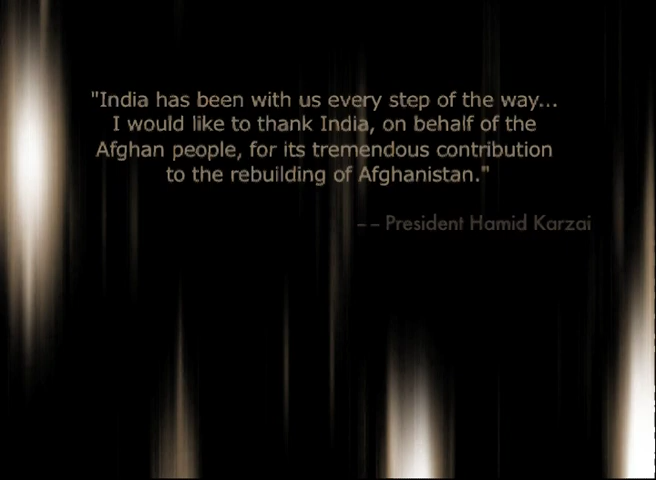 "India has been with us every step of the way...
I would like to thank India, on behalf of the
Afghan people, for its tremendous contribution
to the rebuilding of Afghanistan."
-- President Hamid Karzai